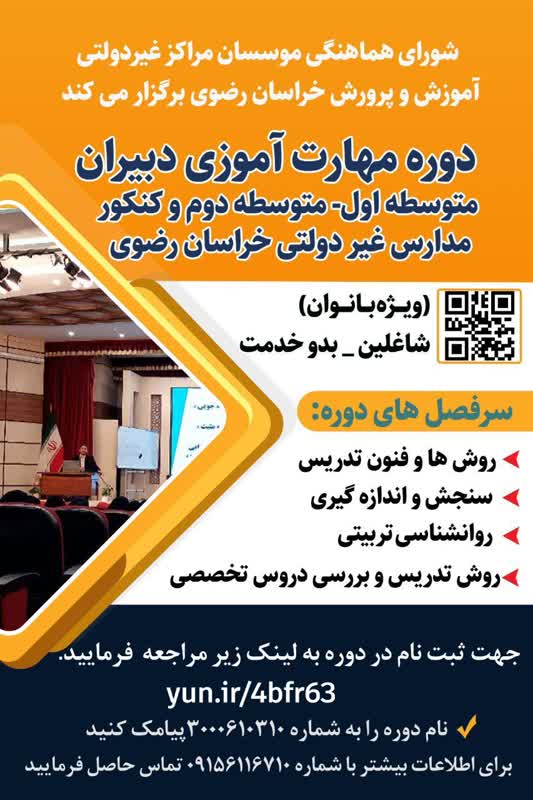 شورای هماهنگی موسسان مراکز غیردولتی
آموزش و پرورش خراسان رضوی برگزار می کند
دوره مهارت آموزی دبیران
متوسطه اول- متوسطه دوم و کنکور
مدارس غیر دولتی خراسان رضوی
(ویژه بانوان)
شاغلین _ بدو خدمت
سرفصل های دوره:
روش ها و فنون تدریس
سنجش و اندازه گیری
روانشناسی تربیتی
روش تدریس و بررسی دروس تخصصی
جهت ثبت نام در دوره به لینک زیر مراجعه فرمایید.
yun.ir/4bfr63
نام دوره را به شماره ۳۰۰۰۶۱۰۳۱۰ پیامک کنید
برای اطلاعات بیشتر با شماره ۰۹۱۵۶۱۱۶۷۱۰ تماس حاصل فرمایید